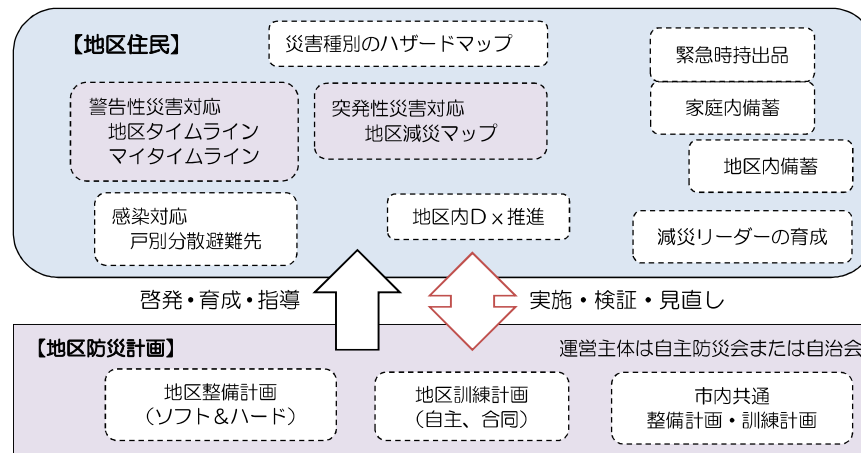 【地区住民】
災害種別のハザードマップ
緊急時持出品
警告性災害対応
地区タイムライン
マイタイムライン
突発性災害対応
地区減災マップ
家庭内備蓄
地区内備蓄
感染対応
戸別分散避難先
地区内Dx推進
減災リーダーの育成
啓発・育成・指導
実施・検証・見直し
【地区防災計画】
運営主体は自主防災会または自治会
地区整備計画
(ソフト&ハード)
地区訓練計画
(自主、合同)
市内共通
整備計画・訓練計画